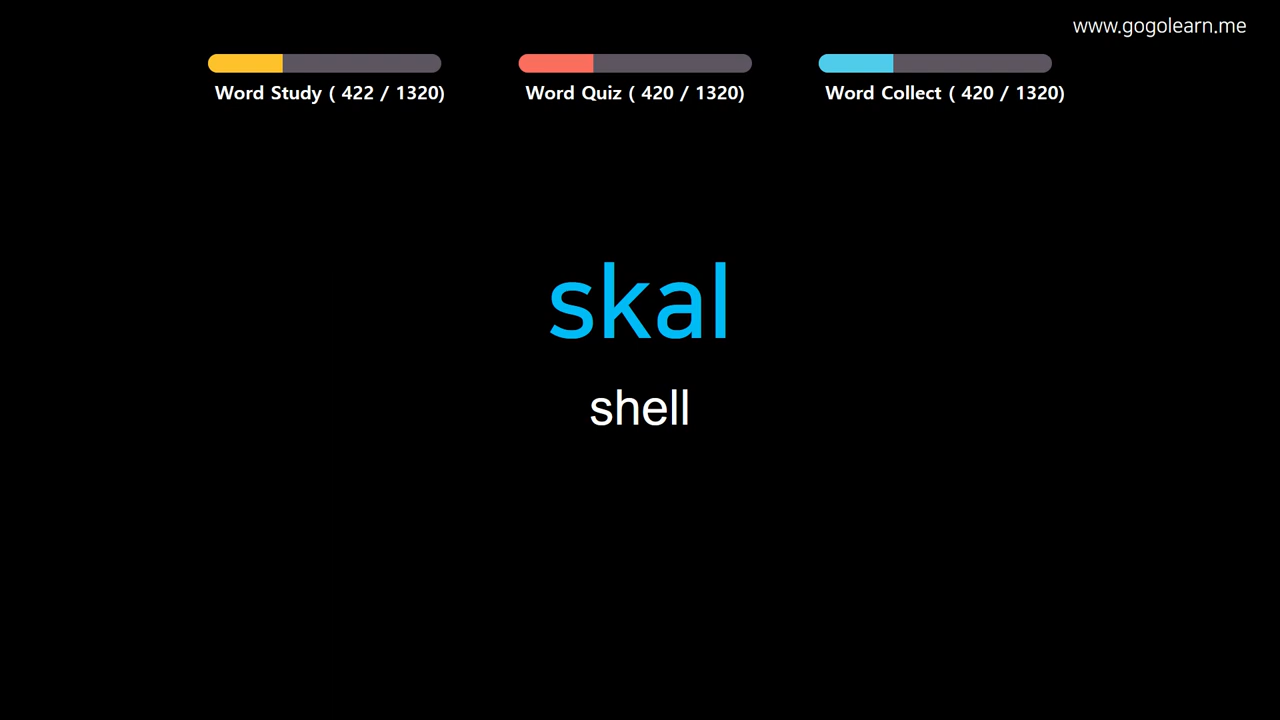 www.gogolearn.me
Word Study ( 422 / 1320)
Word Quiz ( 420 / 1320)
Word Collect ( 420 / 1320)
skal
shell